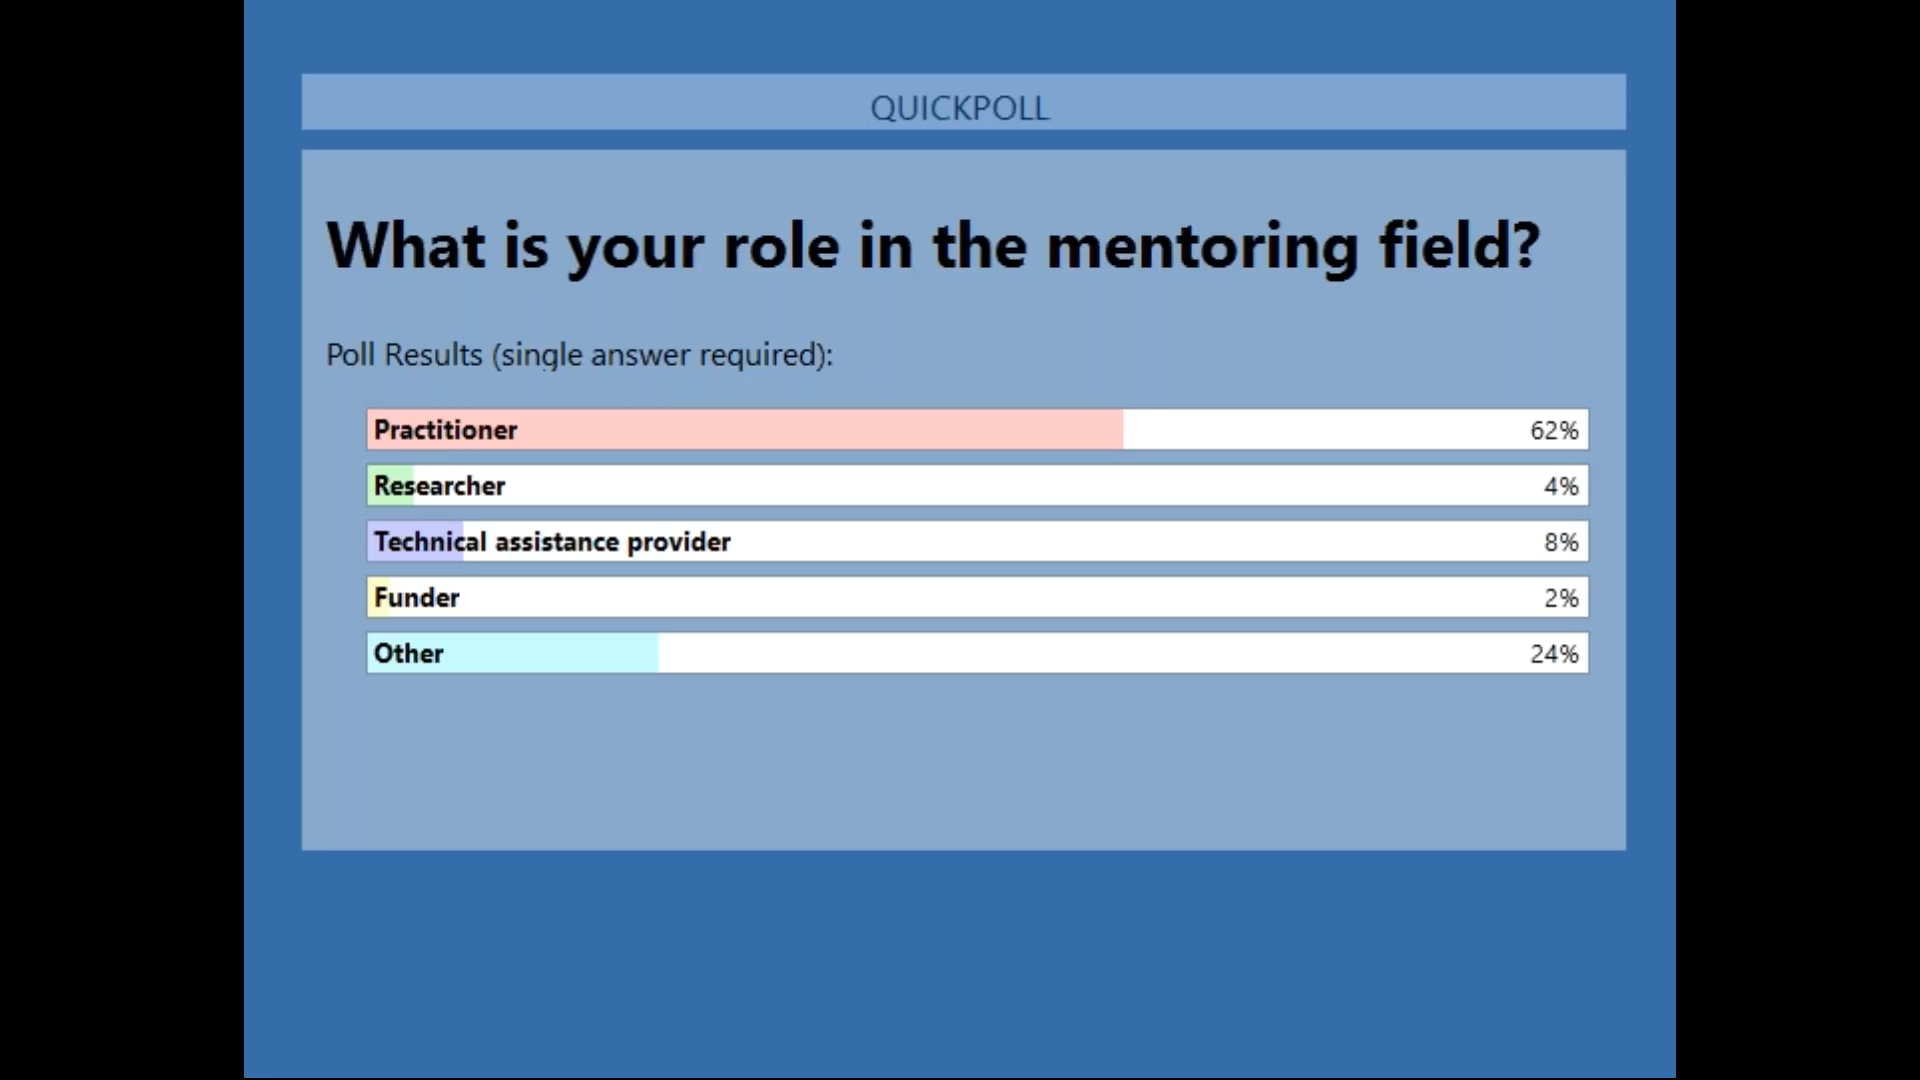 QUICKPOLL
What is your role in the mentoring field?
Poll Results (single answer required):
Practitioner 62%
Researcher 4%
Technical assistance provider 8%
Funder 2%
Other 24%